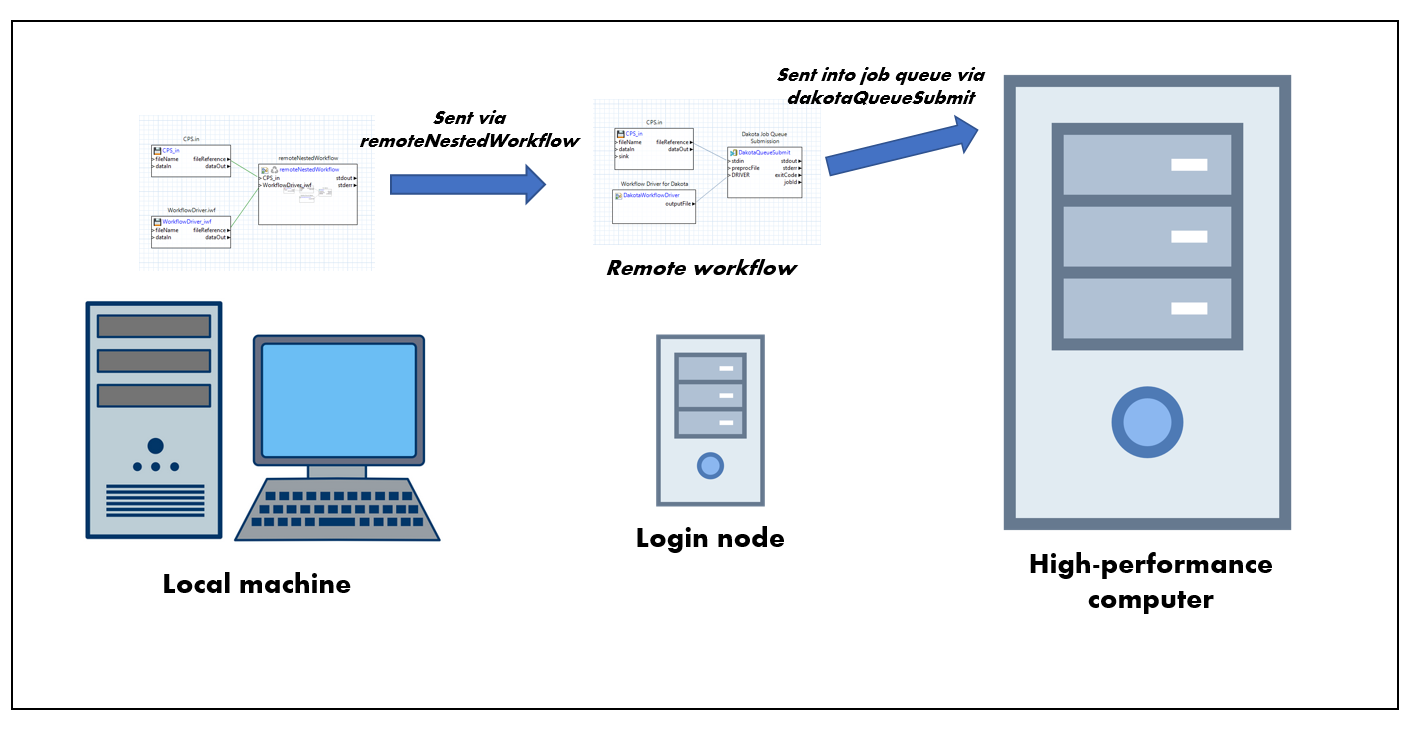 Sent into job queue via
dakotaQueueSubmit
Sent via
remoteNestedWorkflow
CPS.in
CPS_in
fileName
fileReference
dataIn
dataOut
WorkflowDriver.iwf
WorkflowDriver_iwf
fileName
fileReference
dataIn
dataOut
remoteNestedWorkflow
remoteNestedWorkflow
CPS_in
stdout
WorkflowDriver_iwf
stderr
CPS.in
CPS_in
fileName
fileReference
dataIn
dataOut
sink
Workflow Driver for Dakota
DakotaWorkflowDriver
outputFile
Dakota Job Queue
Submission
DakotaQueueSubmit
stdin
stdout
preprocFile
stderr
DRIVER
exitCode
jobId
Remote workflow
Local machine
Login node
High-performance
computer